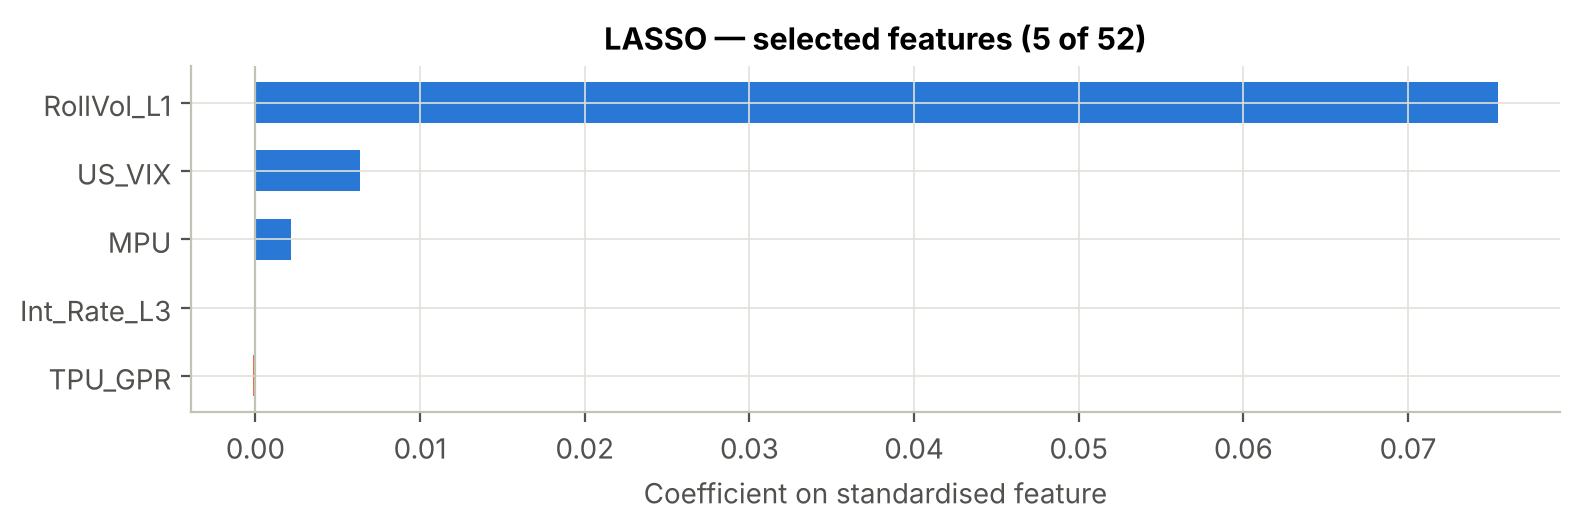 LASSO — selected features (5 of 52)
RollVol_L1
US_VIX
MPU
Int_Rate_L3
TPU_GPR
0.00 0.01 0.02 0.03 0.04 0.05 0.06 0.07
Coefficient on standardised feature